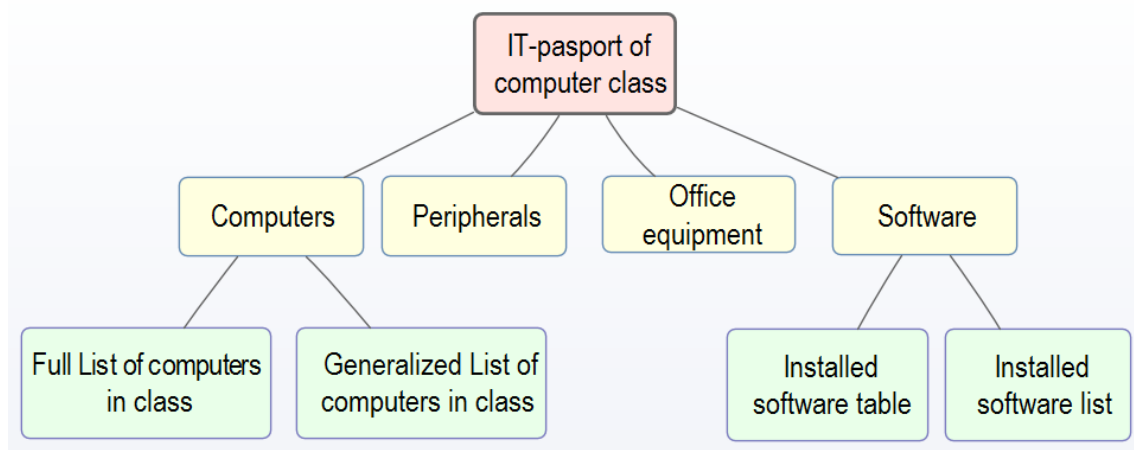 IT-pasport of
computer class
Computers
Peripherals
Office
equipment
Software
Full List of computers
in class
Generalized List of
computers in class
Installed
software table
Installed
software list